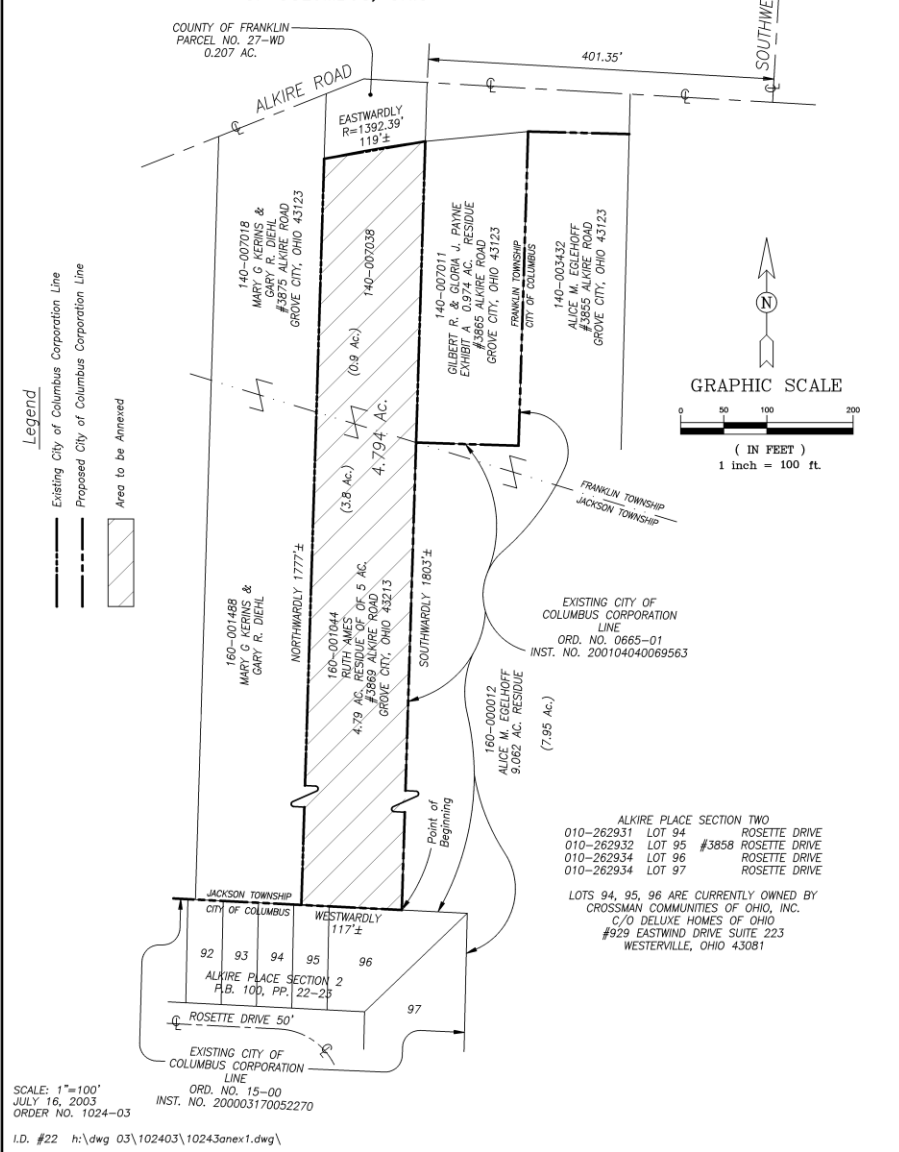 COUNTY OF FRANKLIN
PARCEL NO. 27-WD
0.207 AC.
ALKIRE ROAD
401.35'
EASTWARDLY
R=1392.39'
119'±
140-007018
MARY G KERINS &
GARY R. DIEHL
#3875 ALKIRE ROAD
GROVE CITY, OHIO 43123
140-007038
(0.9 Ac.)
140-007011
GILBERT R. & GLORIA J. PAYNE
EXHIBIT A 0.974 AC. RESIDUE
#3865 ALKIRE ROAD
GROVE CITY, OHIO 43123
FRANKLIN TOWNSHIP
CITY OF COLUMBUS
140-003432
ALICE M. EGLEHOFF
#3855 ALKIRE ROAD
GROVE CITY, OHIO 43123
N
GRAPHIC SCALE
0 50 100 200
( IN FEET )
1 inch = 100 ft.
Legend
Existing City of Columbus Corporation Line
Proposed City of Columbus Corporation Line
Area to be Annexed
4.794 Ac.
(3.8 Ac.)
FRANKLIN TOWNSHIP
JACKSON TOWNSHIP
160-001488
MARY G KERINS &
GARY R. DIEHL
NORTHWARDLY 1777'±
160-001044
RUTH AMES
4.79 AC. RESIDUE OF OF 5 AC.
#3869 ALKIRE ROAD
GROVE CITY, OHIO 43213
SOUTHWARDLY 1803'±
EXISTING CITY OF
COLUMBUS CORPORATION
LINE
ORD. NO. 0665-01
INST. NO. 200104040069563
160-000012
ALICE M. EGELHOFF
9.062 AC. RESIDUE
(7.95 Ac.)
Point of
Beginning
ALKIRE PLACE SECTION TWO
010-262931 LOT 94 ROSETTE DRIVE
010-262932 LOT 95 #3858 ROSETTE DRIVE
010-262934 LOT 96 ROSETTE DRIVE
010-262934 LOT 97 ROSETTE DRIVE
LOTS 94, 95, 96 ARE CURRENTLY OWNED BY
CROSSMAN COMMUNITIES OF OHIO, INC.
C/O DELUXE HOMES OF OHIO
#929 EASTWIND DRIVE SUITE 223
WESTERVILLE, OHIO 43081
JACKSON TOWNSHIP
CITY OF COLUMBUS
WESTWARDLY
117'±
92 93 94 95 96
97
ALKIRE PLACE SECTION 2
P.B. 100, PP. 22-23
ROSETTE DRIVE 50'
EXISTING CITY OF
COLUMBUS CORPORATION
LINE
ORD. NO. 15-00
INST. NO. 200003170052270
SCALE: 1"=100'
JULY 16, 2003
ORDER NO. 1024-03
I.D. #22 h:\dwg 03\102403\10243anex1.dwg\